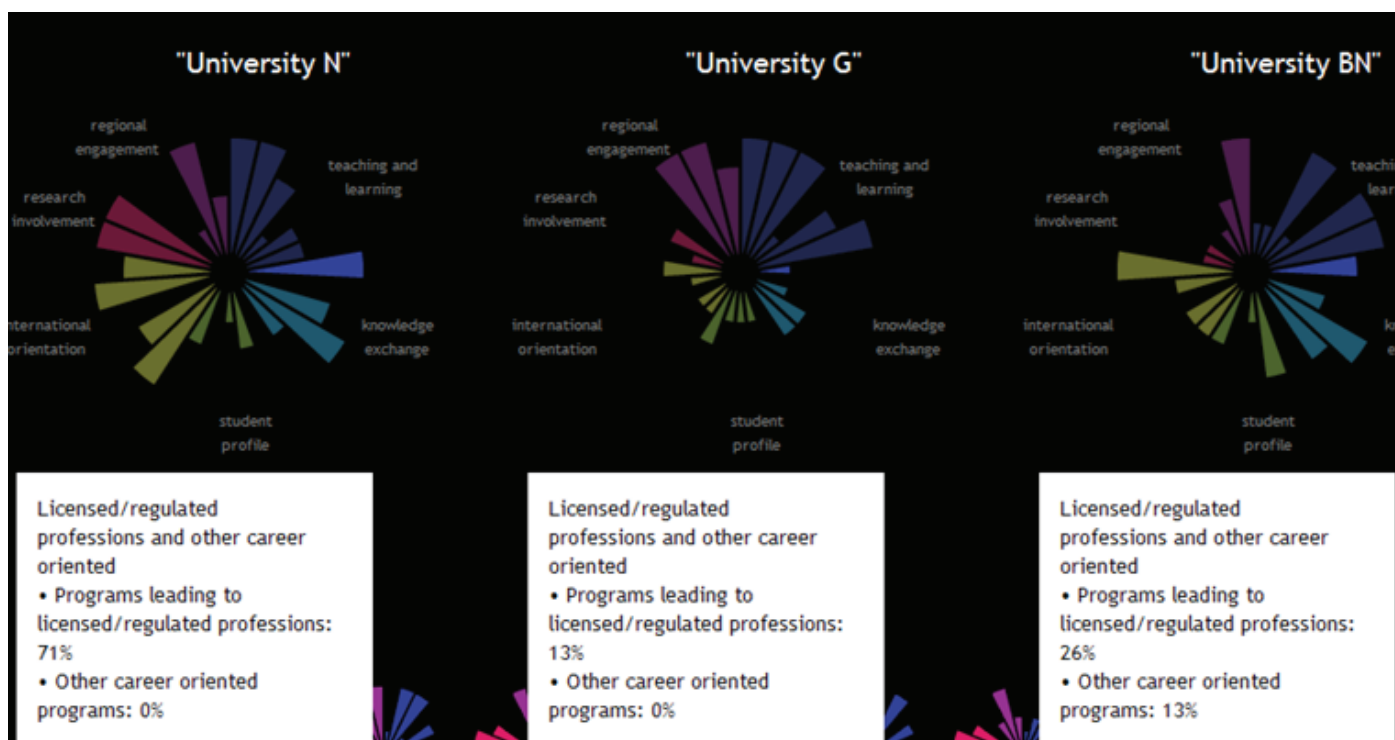 "University N"
regional
engagement
teaching and
learning
research
involvement
international
orientation
knowledge
exchange
student
profile
Licensed/regulated
professions and other career
oriented
• Programs leading to
licensed/regulated professions:
71%
• Other career oriented
programs: 0%
"University G"
regional
engagement
teaching and
learning
research
involvement
international
orientation
knowledge
exchange
student
profile
Licensed/regulated
professions and other career
oriented
• Programs leading to
licensed/regulated professions:
13%
• Other career oriented
programs: 0%
"University BN"
regional
engagement
teachi
lear
research
involvement
international
orientation
k
e
student
profile
Licensed/regulated
professions and other career
oriented
• Programs leading to
licensed/regulated professions:
26%
• Other career oriented
programs: 13%